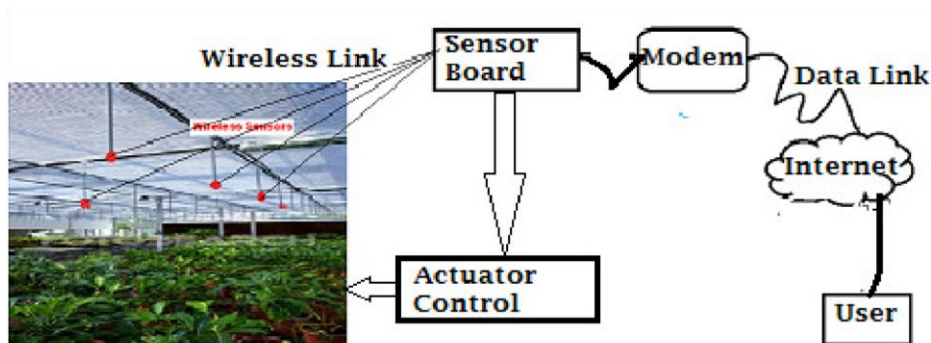 Wireless Link
Sensor
Board
Modem
Data Link
Wireless Sensors
Internet
Actuator
Control
User